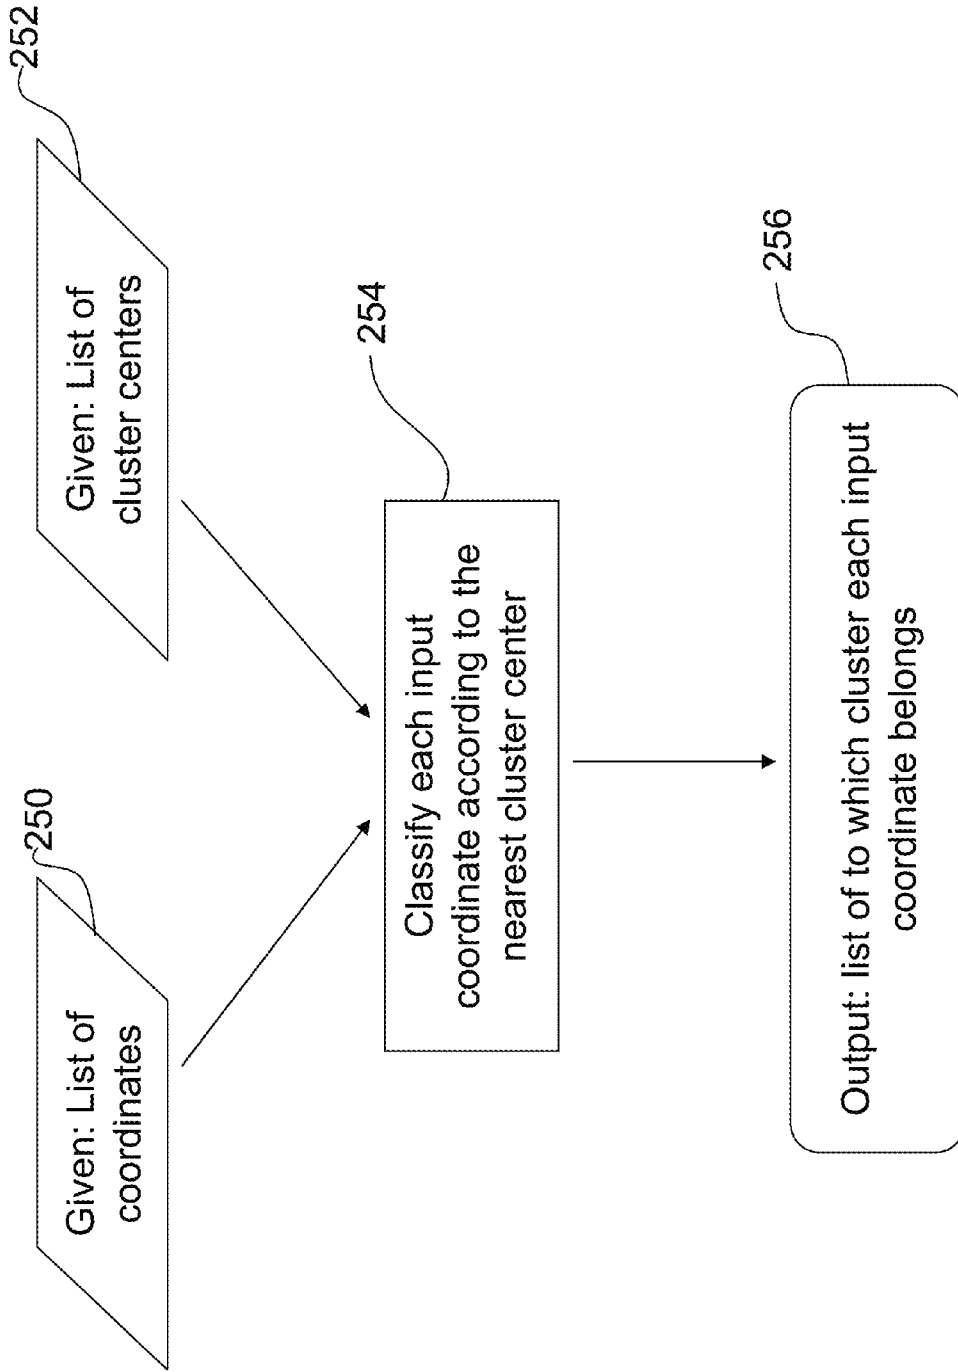 250
Given: List of
coordinates
252
Given: List of
cluster centers
254
Classify each input
coordinate according to the
nearest cluster center
256
Output: list of to which cluster each input
coordinate belongs